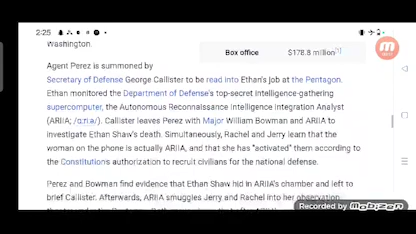 2:25
Washington.
Box office $178.8 million[1]
Agent Perez is summoned by
Secretary of Defense George Callister to be read into Ethan's job at the Pentagon.
Ethan monitored the Department of Defense's top-secret intelligence-gathering
supercomputer, the Autonomous Reconnaissance Intelligence Integration Analyst
(ARIIA; /ɑːriə/). Callister leaves Perez with Major William Bowman and ARIIA to
investigate Ethan Shaw's death. Simultaneously, Rachel and Jerry learn that the
woman on the phone is actually ARIIA, and that she has "activated" them according to
the Constitution's authorization to recruit civilians for the national defense.
Perez and Bowman find evidence that Ethan Shaw hid in ARIIA's chamber and left to
brief Callister. Afterwards, ARIIA smuggles Jerry and Rachel into her observation
Recorded by Mobizen